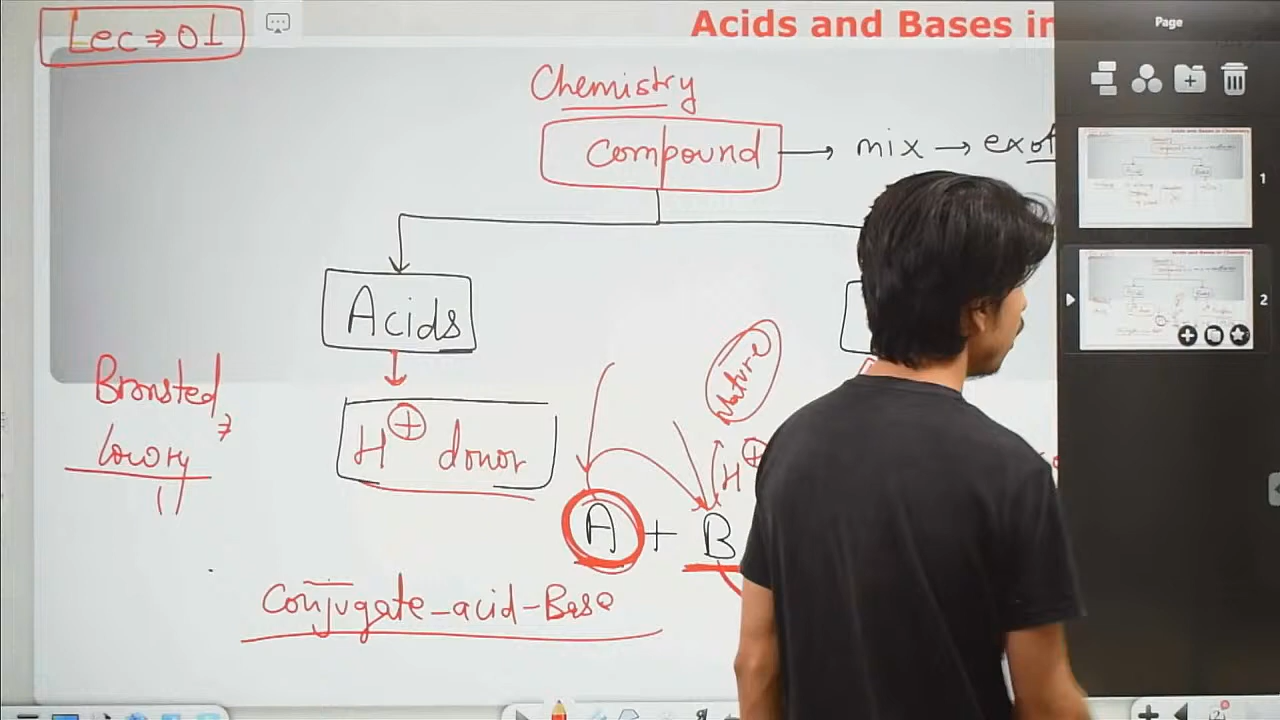 Lec ⇒ 01
Acids and Bases in
Page
Chemistry
compound → mix → exot
1
Acids
2
Nature
Bronsted,
Lowry
H⊕ donor
H⊕
A + B
Conjugate-acid-Base